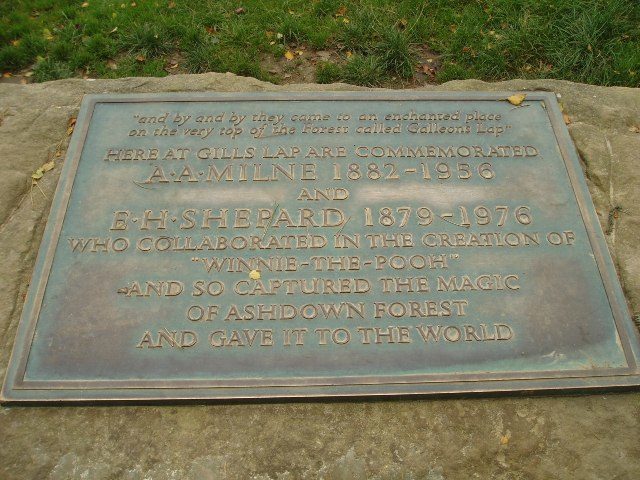 "and by and by they came to an enchanted place
on the very top of the Forest called Galleons Lap"
HERE AT GILLS LAP ARE COMMEMORATED
A·A·MILNE 1882-1956
AND
E·H·SHEPARD 1879-1976
WHO COLLABORATED IN THE CREATION OF
"WINNIE-THE-POOH"
AND SO CAPTURED THE MAGIC
OF ASHDOWN FOREST
AND GAVE IT TO THE WORLD